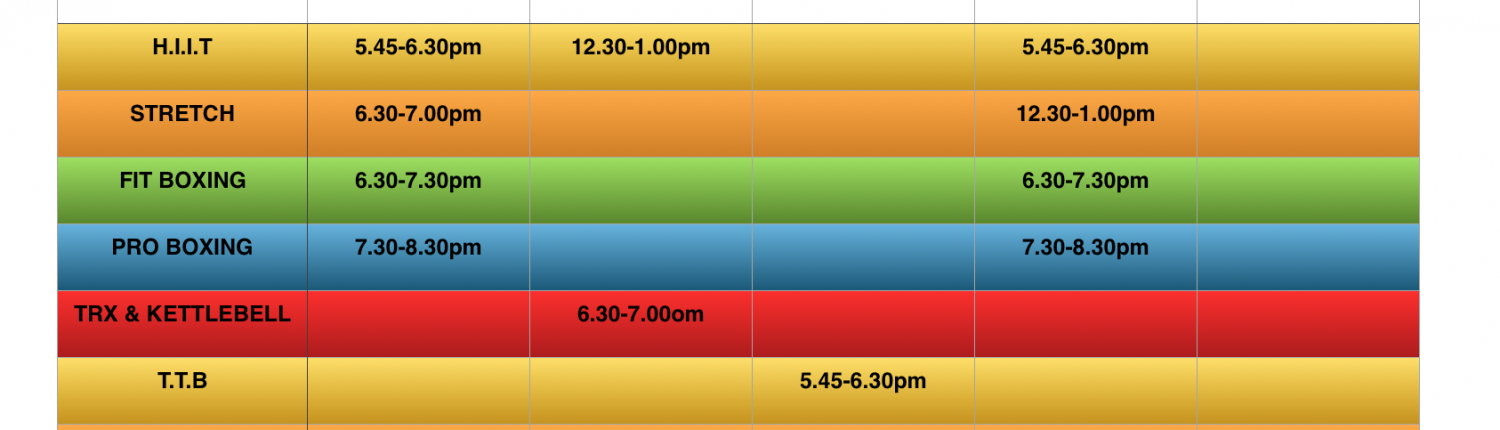 H.I.I.T 5.45-6.30pm 12.30-1.00pm 5.45-6.30pm
STRETCH 6.30-7.00pm 12.30-1.00pm
FIT BOXING 6.30-7.30pm 6.30-7.30pm
PRO BOXING 7.30-8.30pm 7.30-8.30pm
TRX & KETTLEBELL 6.30-7.00om
T.T.B 5.45-6.30pm